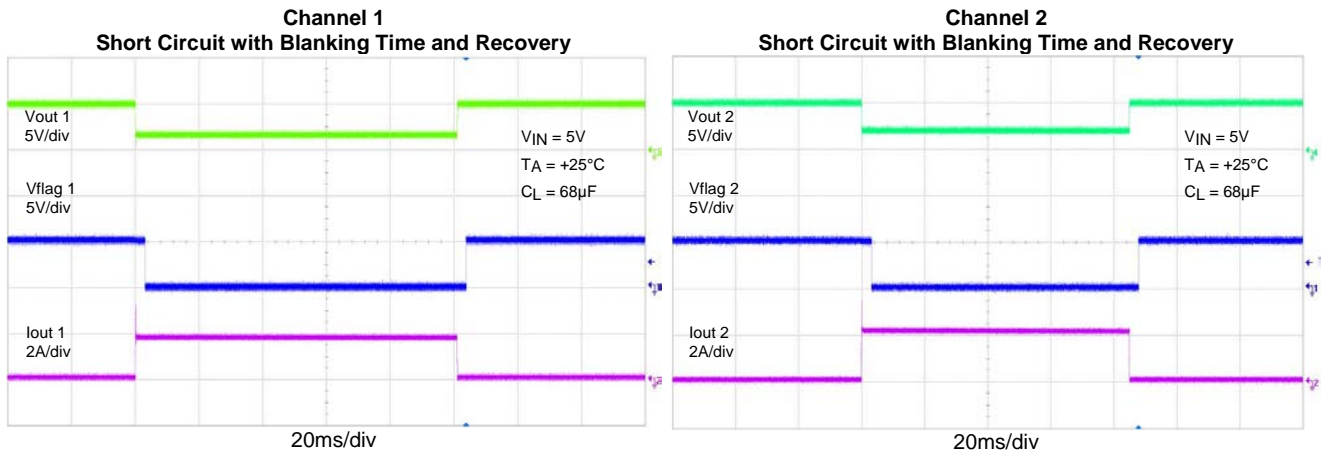 Channel 1
Short Circuit with Blanking Time and Recovery
Vout 1
5V/div
VIN = 5V
TA = +25°C
CL = 68µF
Vflag 1
5V/div
Iout 1
2A/div
20ms/div
Channel 2
Short Circuit with Blanking Time and Recovery
Vout 2
5V/div
VIN = 5V
TA = +25°C
CL = 68µF
Vflag 2
5V/div
Iout 2
2A/div
20ms/div